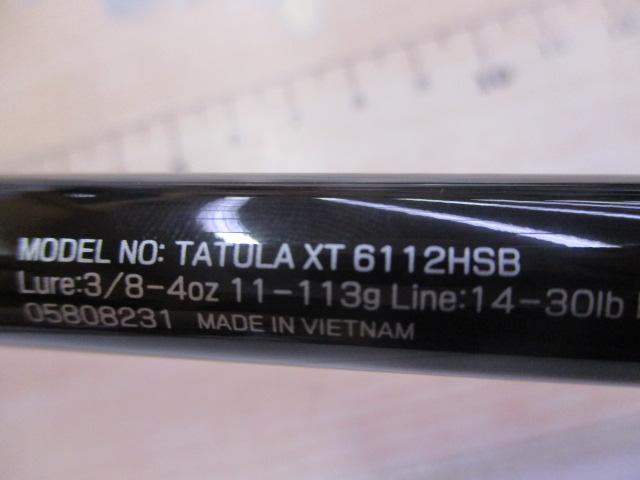 MODEL NO: TATULA XT 6112HSB
Lure:3/8-4oz 11-113g Line:14-30lb
05808231 MADE IN VIETNAM